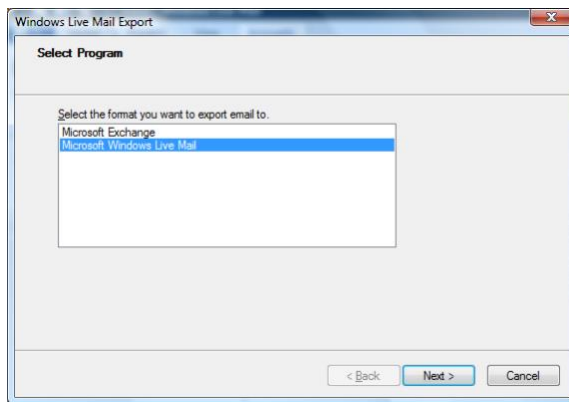 Windows Live Mail Export
Select Program
Select the format you want to export email to.
Microsoft Exchange
Microsoft Windows Live Mail
< Back
Next >
Cancel